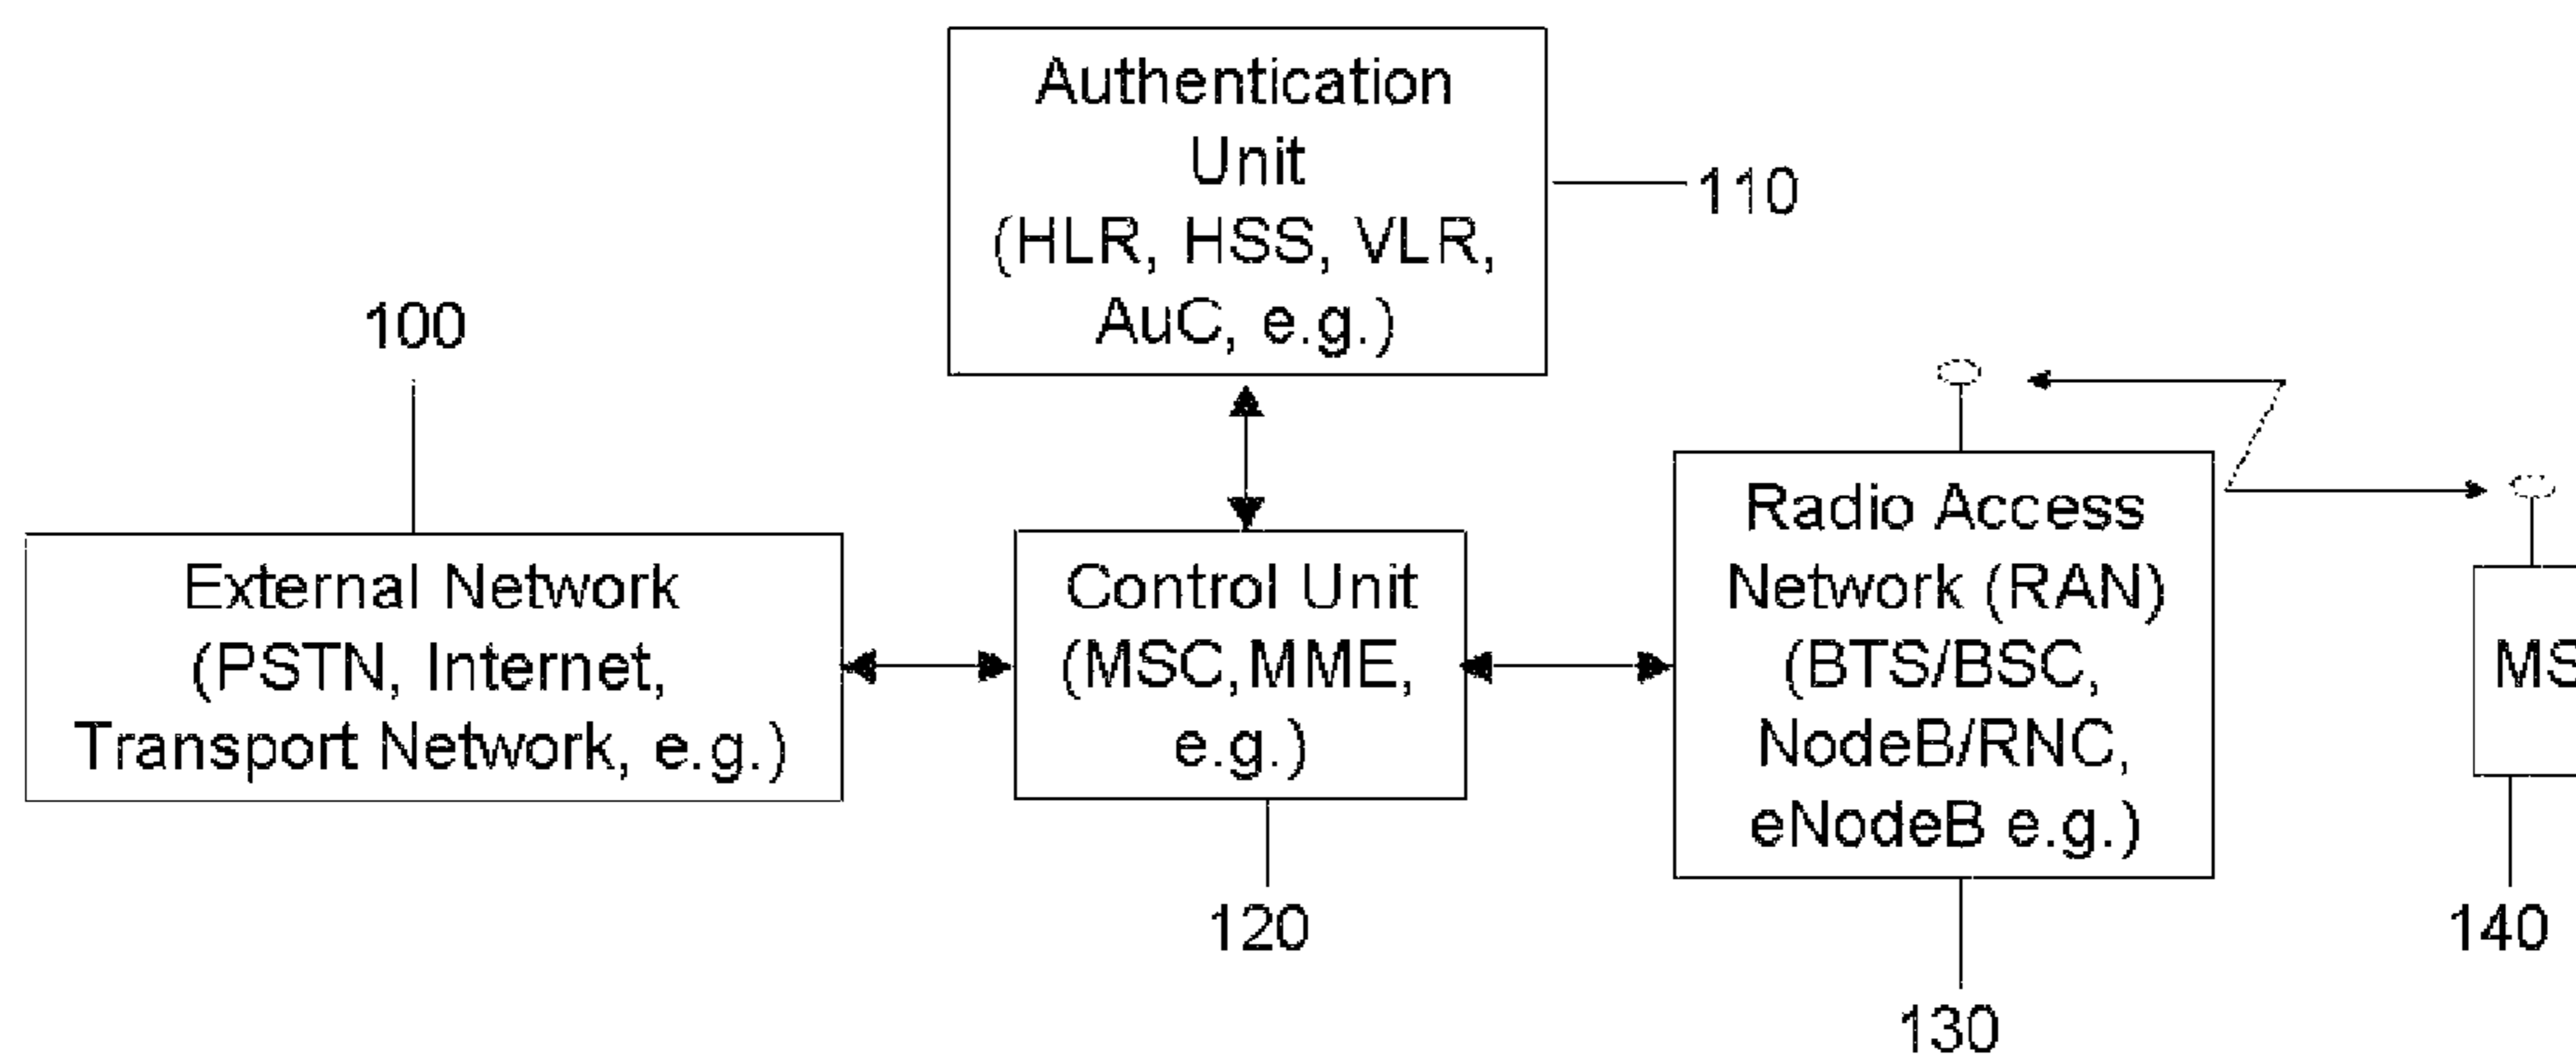 Authentication
Unit
(HLR, HSS, VLR,
AuC, e.g.)
110
100
External Network
(PSTN, Internet,
Transport Network, e.g.)
Control Unit
(MSC,MME,
e.g.)
120
Radio Access
Network (RAN)
(BTS/BSC,
NodeB/RNC,
eNodeB e.g.)
130
MS
140